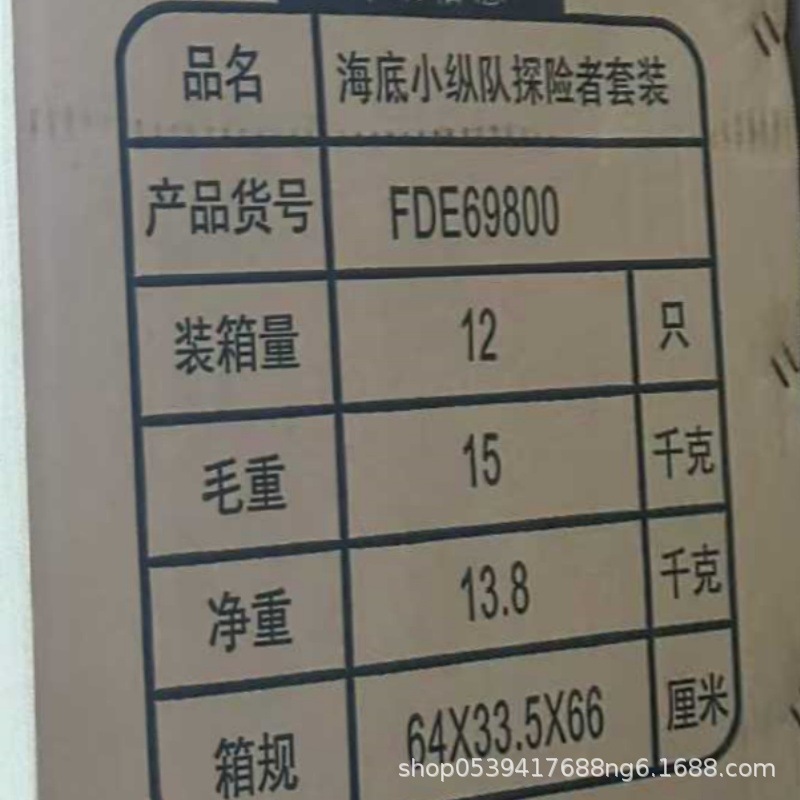 品名 海底小纵队探险者套装
产品货号 FDE69800
装箱量 12 只
毛重 15 千克
净重 13.8 千克
箱规 64X33.5X66 厘米
shop0539417688ng6.1688.com